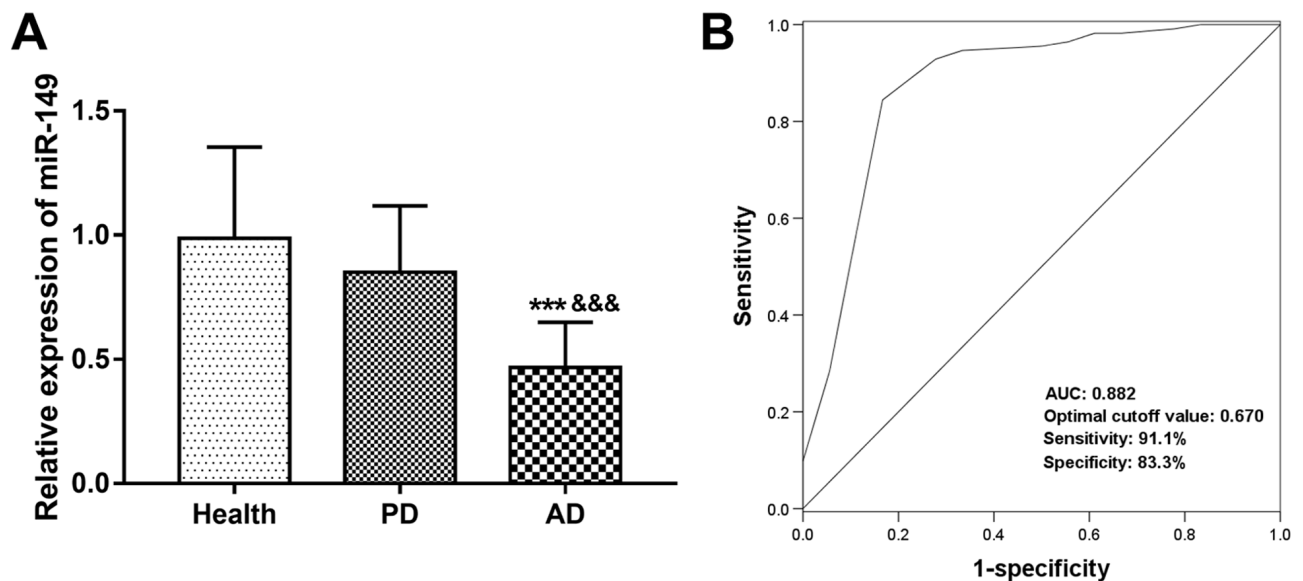 A
Relative expression of miR-149
1.5
1.0
0.5
0.0
*** &&&
Health PD AD
B
Sensitivity
1.0
0.8
0.6
0.4
0.2
0.0
AUC: 0.882
Optimal cutoff value: 0.670
Sensitivity: 91.1%
Specificity: 83.3%
0.0 0.2 0.4 0.6 0.8 1.0
1-specificity